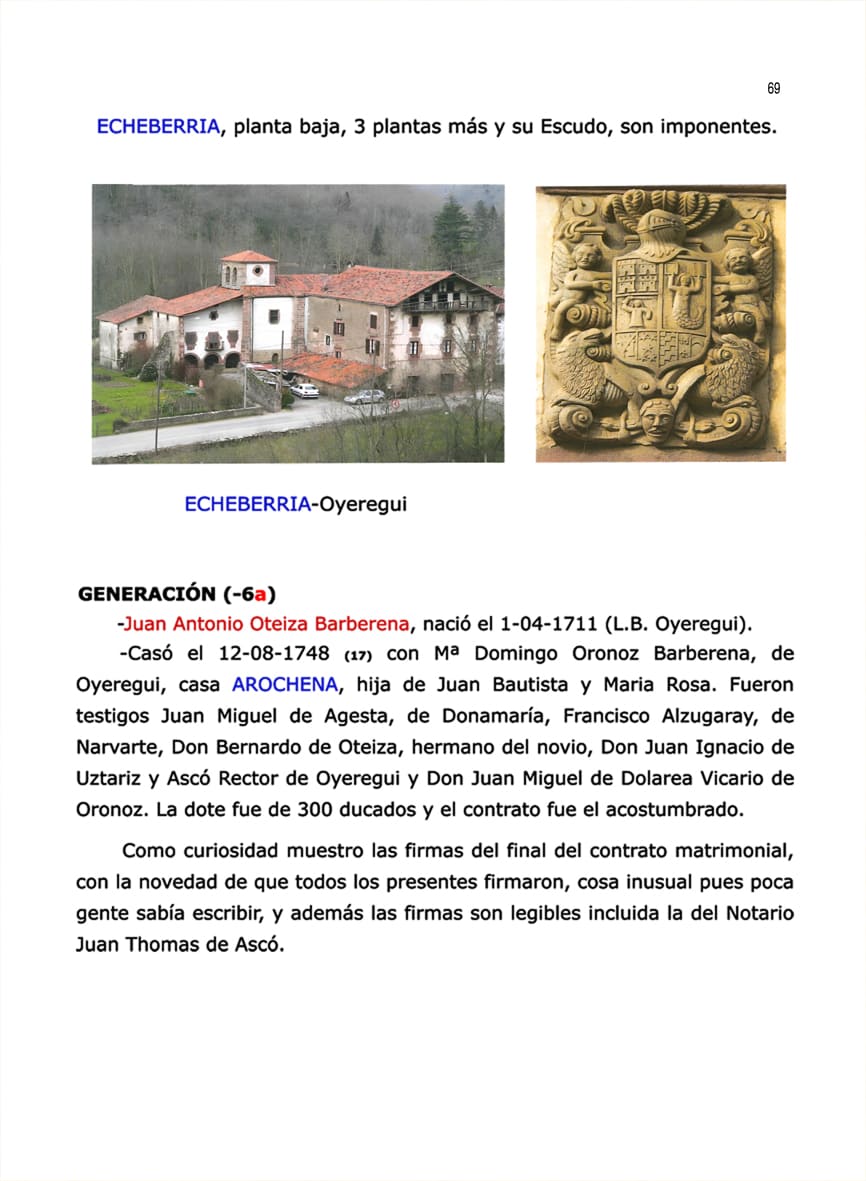 69
ECHEBERRIA, planta baja, 3 plantas más y su Escudo, son imponentes.
ECHEBERRIA-Oyeregui
GENERACIÓN (-6a)
-Juan Antonio Oteiza Barberena, nació el 1-04-1711 (L.B. Oyeregui).
-Casó el 12-08-1748 (17) con Mª Domingo Oronoz Barberena, de
Oyeregui, casa AROCHENA, hija de Juan Bautista y Maria Rosa. Fueron
testigos Juan Miguel de Agesta, de Donamaría, Francisco Alzugaray, de
Narvarte, Don Bernardo de Oteiza, hermano del novio, Don Juan Ignacio de
Uztariz y Ascó Rector de Oyeregui y Don Juan Miguel de Dolarea Vicario de
Oronoz. La dote fue de 300 ducados y el contrato fue el acostumbrado.
Como curiosidad muestro las firmas del final del contrato matrimonial,
con la novedad de que todos los presentes firmaron, cosa inusual pues poca
gente sabía escribir, y además las firmas son legibles incluida la del Notario
Juan Thomas de Ascó.